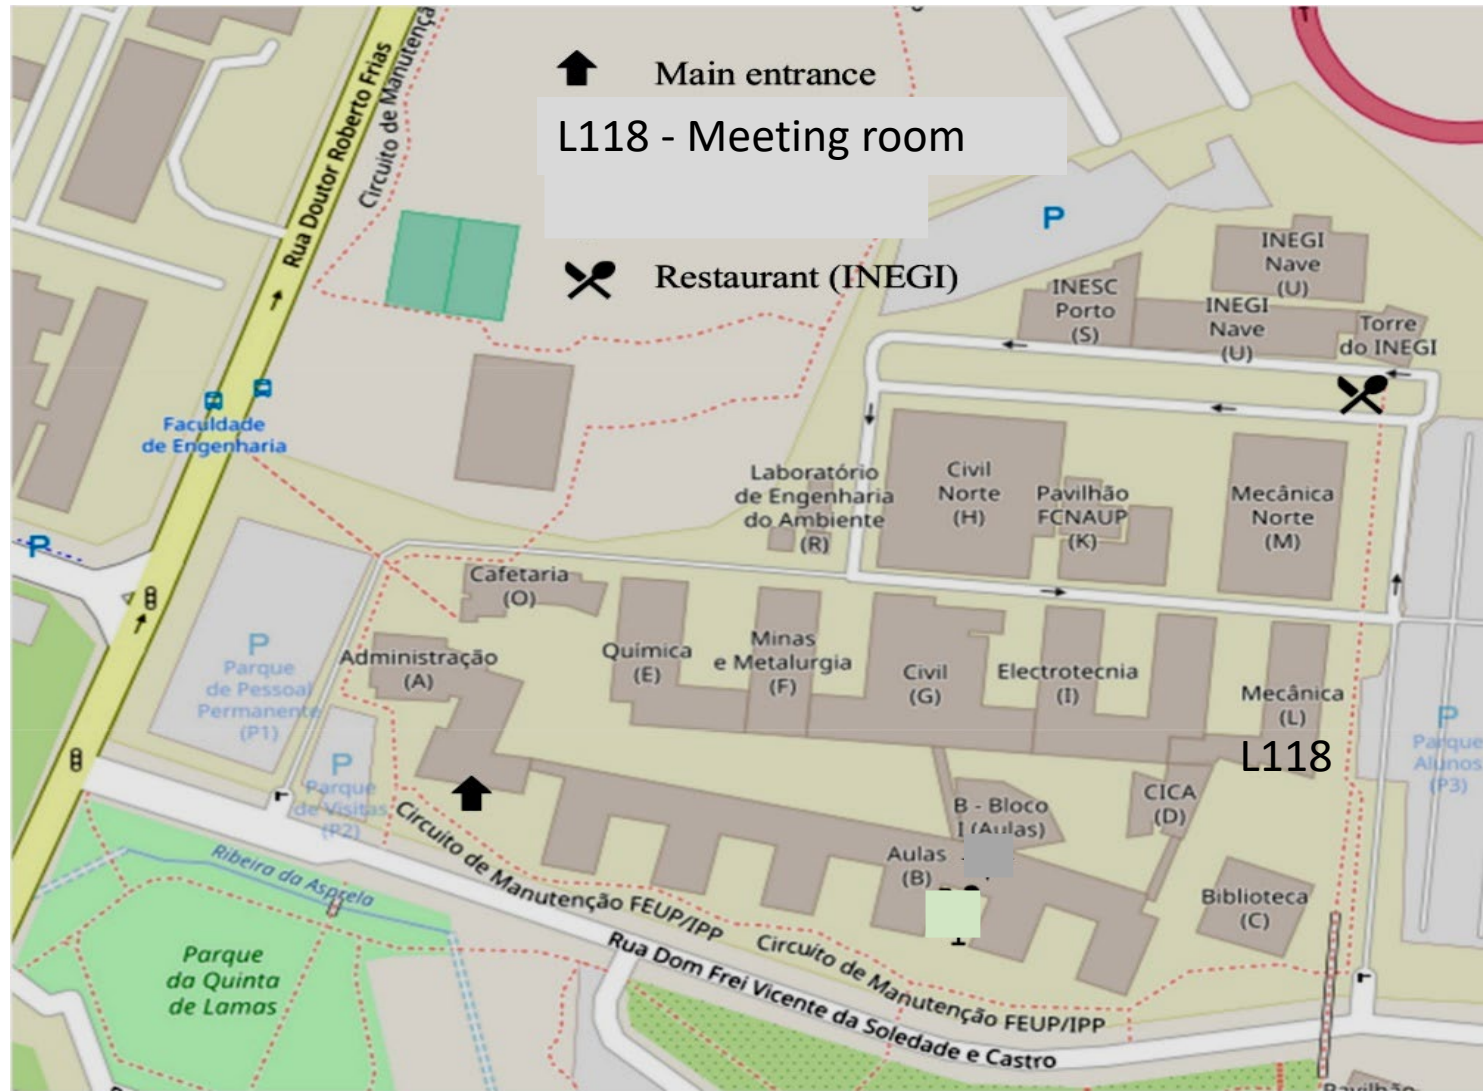 Main entrance
L118 - Meeting room
Restaurant (INEGI)
Rua Doutor Roberto Frias
Circuito de Manutençã
P
INEGI
Nave
(U)
INESC
Porto
(S)
INEGI
Nave
(U)
Torre
do INEGI
Faculdade
de Engenharia
Laboratório
de Engenharia
do Ambiente
(R)
Civil
Norte
(H)
Pavilhão
FCNAUP
(K)
Mecânica
Norte
(M)
P
Cafetaria
(O)
P
Parque
de Pessoal
Permanente
(P1)
Administração
(A)
Química
(E)
Minas
e Metalurgia
(F)
Civil
(G)
Electrotecnia
(I)
Mecânica
(L)
L118
P
Parque
Alunos
(P3)
P
Parque
de Visitas
(P2)
B - Bloco
I (Aulas)
CICA
(D)
Aulas
(B)
Biblioteca
(C)
Circuito de Manutenção FEUP/IPP
Circuito de Manutenção FEUP/IPP
Ribeira da Asprela
Parque
da Quinta
de Lamas
Rua Dom Frei Vicente da Soledade e Castro